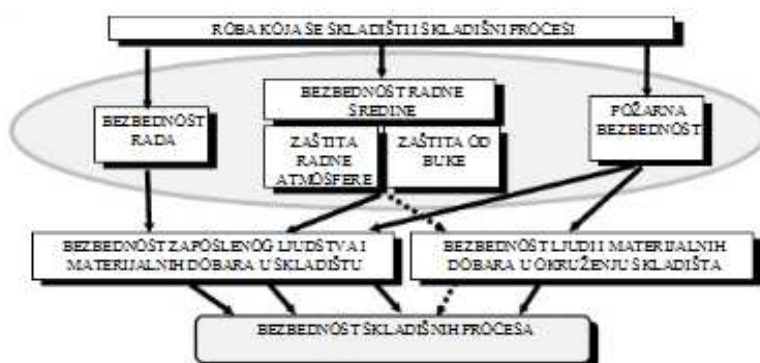 ROBA KOJA SE SKLADIŠTI I SKLADIŠNI PROCESI
BEZBEDNOST
RADA
BEZBEDNOST RADNE
SREDINE
ZAŠTITA
RADNE
ATMOSFERE
ZAŠTITA OD
BUKE
POŽARNA
BEZBEDNOST
BEZBEDNOST ZAPOSLENOG LJUDSTVA I
MATERIJALNIH DOBARA U SKLADIŠTU
BEZBEDNOST LJUDI I MATERIJALNIH
DOBARA U OKRUŽENJU SKLADIŠTA
BEZBEDNOST SKLADIŠNIH PROCESA